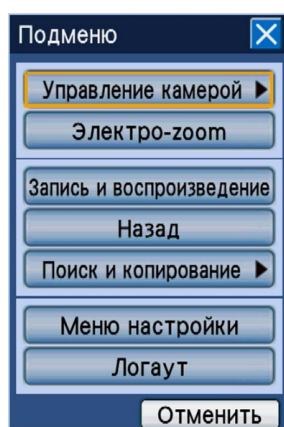 Подменю
Управление камерой
Электро-zoom
Запись и воспроизведение
Назад
Поиск и копирование
Меню настройки
Логаут
Отменить